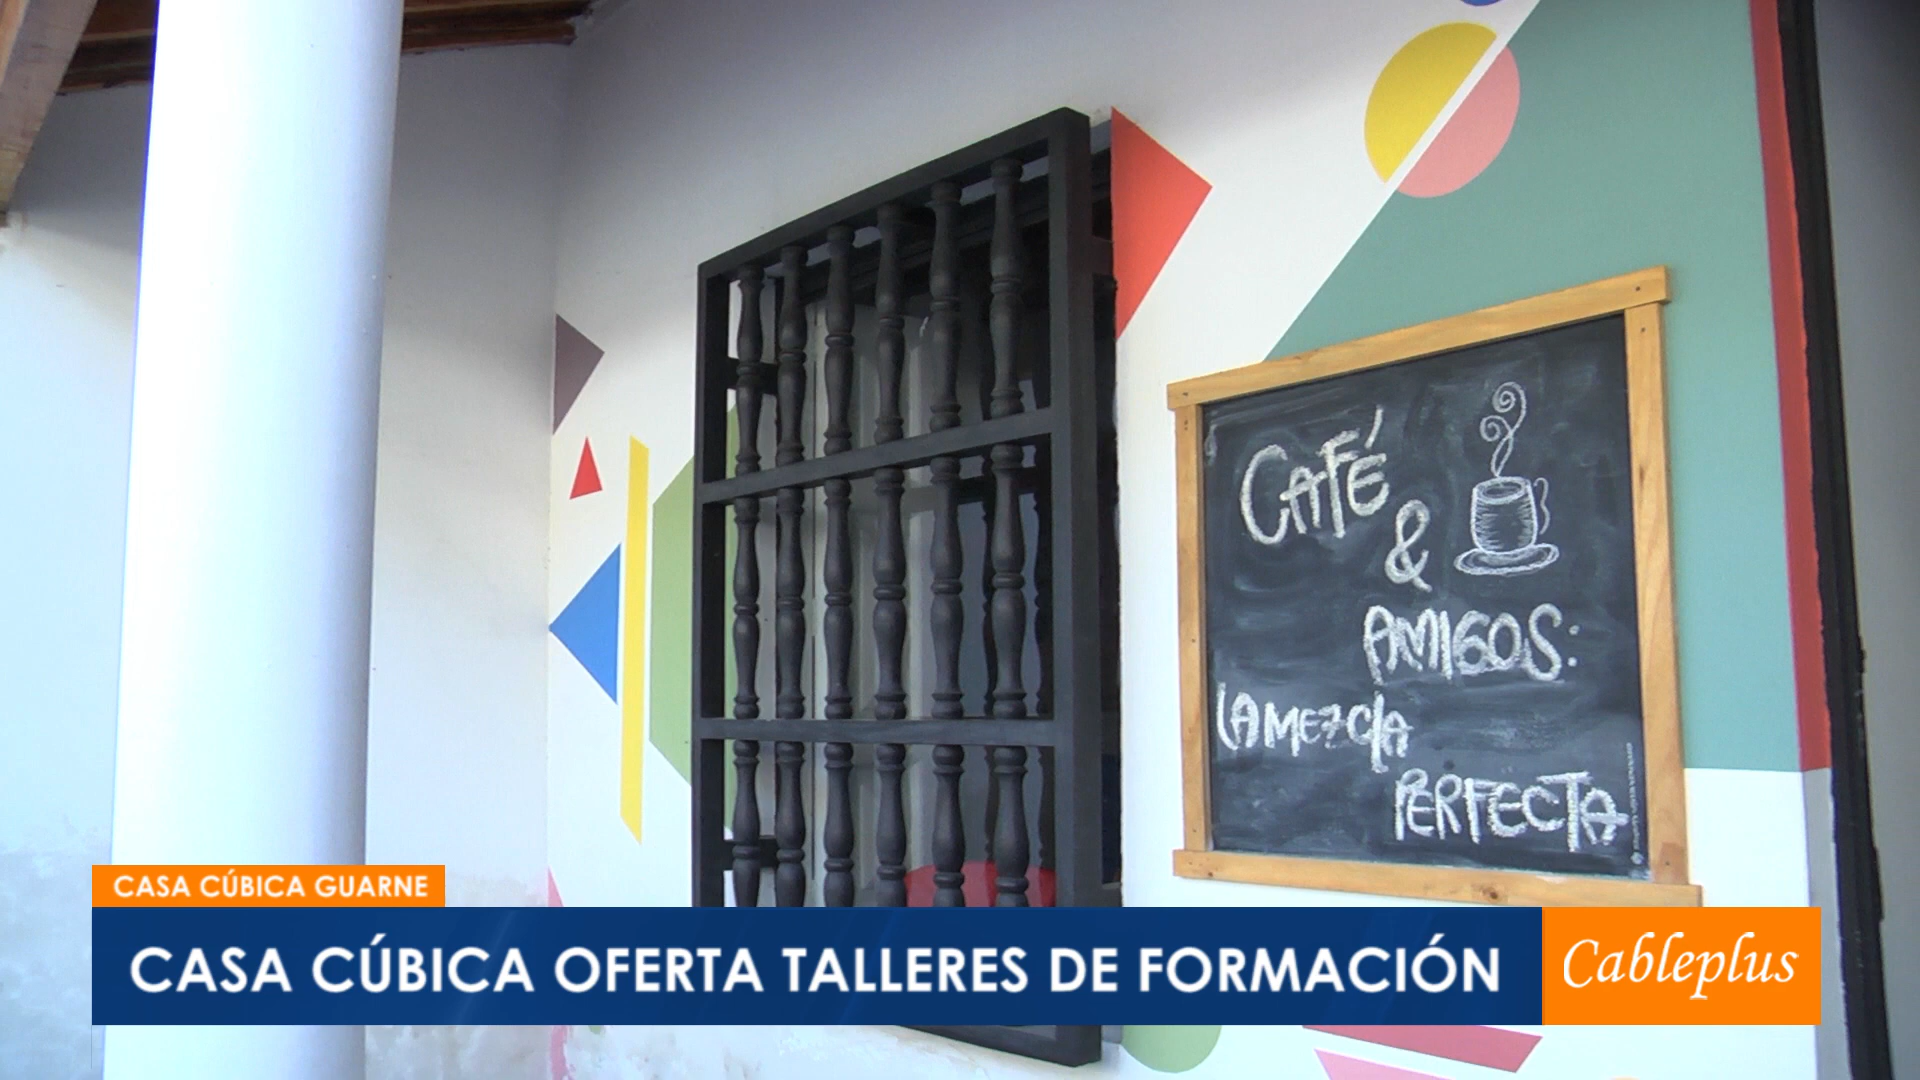 CAFÉ
&
AMIGOS:
LA MEZCLA
PERFECTA
CASA CÚBICA GUARNE
CASA CÚBICA OFERTA TALLERES DE FORMACIÓN
Cableplus